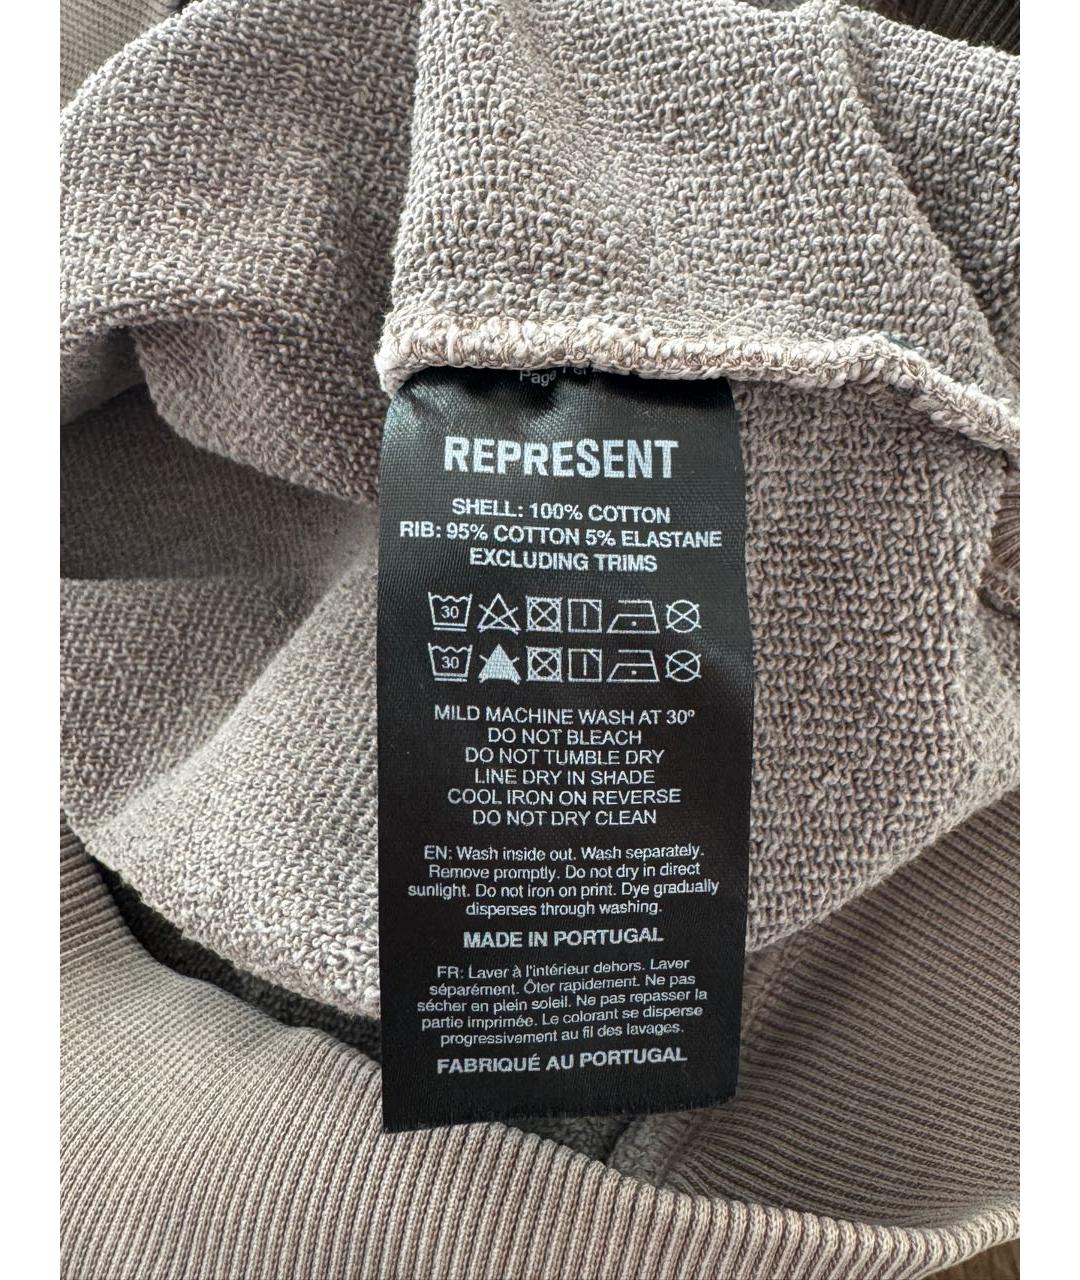 Page
REPRESENT
SHELL: 100% COTTON
RIB: 95% COTTON 5% ELASTANE
EXCLUDING TRIMS
30
30
MILD MACHINE WASH AT 30º
DO NOT BLEACH
DO NOT TUMBLE DRY
LINE DRY IN SHADE
COOL IRON ON REVERSE
DO NOT DRY CLEAN
EN: Wash inside out. Wash separately.
Remove promptly. Do not dry in direct
sunlight. Do not iron on print. Dye gradually
disperses through washing.
MADE IN PORTUGAL
FR: Laver à l'intérieur dehors. Laver
séparément. Ôter rapidement. Ne pas
sécher en plein soleil. Ne pas repasser la
partie imprimée. Le colorant se disperse
progressivement au fil des lavages.
FABRIQUÉ AU PORTUGAL